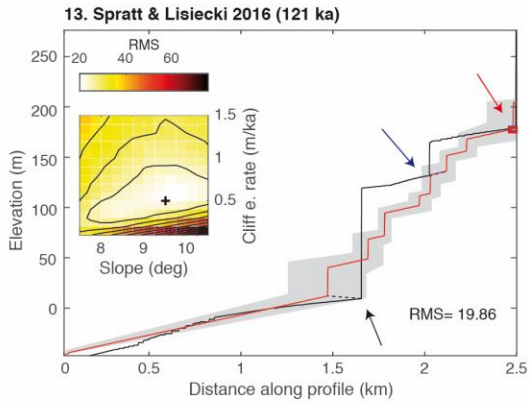 13. Spratt & Lisiecki 2016 (121 ka)
RMS
20 40 60
250
200
150
100
50
0
Elevation (m)
1.5
1
0.5
Cliff e. rate (m/ka)
8 9 10
Slope (deg)
RMS= 19.86
0 0.5 1 1.5 2 2.5
Distance along profile (km)